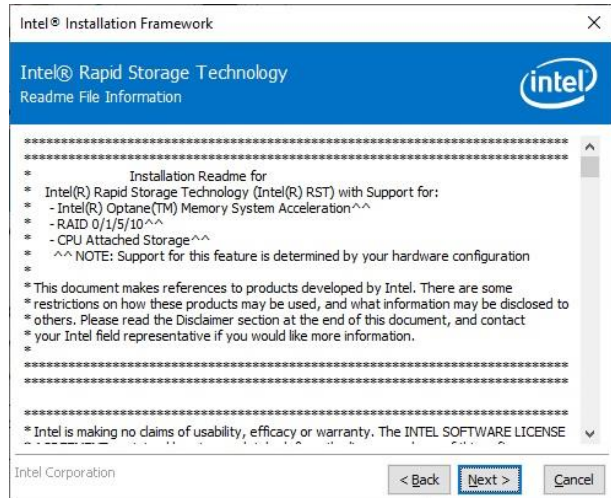 Intel® Installation Framework
Intel® Rapid Storage Technology
Readme File Information
intel
*************************************************************************
*************************************************************************
* Installation Readme for
* Intel(R) Rapid Storage Technology (Intel(R) RST) with Support for:
* - Intel(R) Optane(TM) Memory System Acceleration^^
* - RAID 0/1/5/10^^
* - CPU Attached Storage^^
* ^^ NOTE: Support for this feature is determined by your hardware configuration
*
* This document makes references to products developed by Intel. There are some
* restrictions on how these products may be used, and what information may be disclosed to
* others. Please read the Disclaimer section at the end of this document, and contact
* your Intel field representative if you would like more information.
*
*************************************************************************
*************************************************************************
*************************************************************************
* Intel is making no claims of usability, efficacy or warranty. The INTEL SOFTWARE LICENSE
Intel Corporation
< Back Next > Cancel